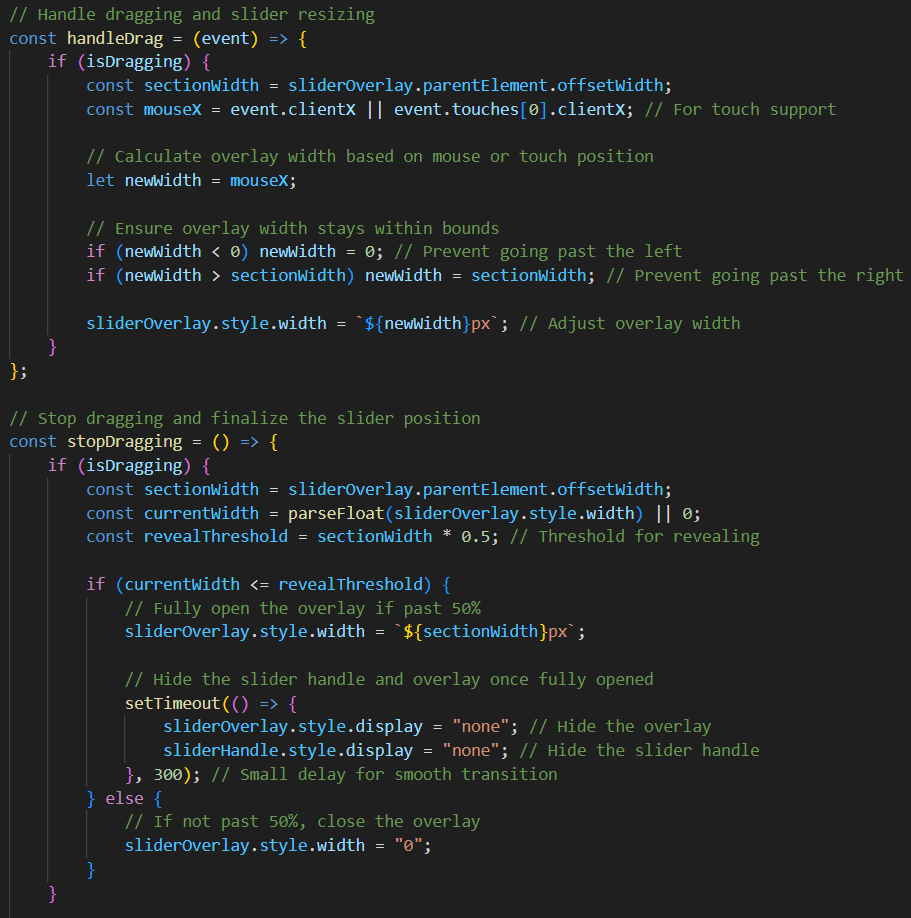 // Handle dragging and slider resizing
const handleDrag = (event) => {
    if (isDragging) {
        const sectionWidth = sliderOverlay.parentElement.offsetWidth;
        const mouseX = event.clientX || event.touches[0].clientX; // For touch support

        // Calculate overlay width based on mouse or touch position
        let newWidth = mouseX;

        // Ensure overlay width stays within bounds
        if (newWidth < 0) newWidth = 0; // Prevent going past the left
        if (newWidth > sectionWidth) newWidth = sectionWidth; // Prevent going past the right

        sliderOverlay.style.width = `${newWidth}px`; // Adjust overlay width
    }
};

// Stop dragging and finalize the slider position
const stopDragging = () => {
    if (isDragging) {
        const sectionWidth = sliderOverlay.parentElement.offsetWidth;
        const currentWidth = parseFloat(sliderOverlay.style.width) || 0;
        const revealThreshold = sectionWidth * 0.5; // Threshold for revealing

        if (currentWidth <= revealThreshold) {
            // Fully open the overlay if past 50%
            sliderOverlay.style.width = `${sectionWidth}px`;

            // Hide the slider handle and overlay once fully opened
            setTimeout(() => {
                sliderOverlay.style.display = "none"; // Hide the overlay
                sliderHandle.style.display = "none"; // Hide the slider handle
            }, 300); // Small delay for smooth transition
        } else {
            // If not past 50%, close the overlay
            sliderOverlay.style.width = "0";
        }
    }